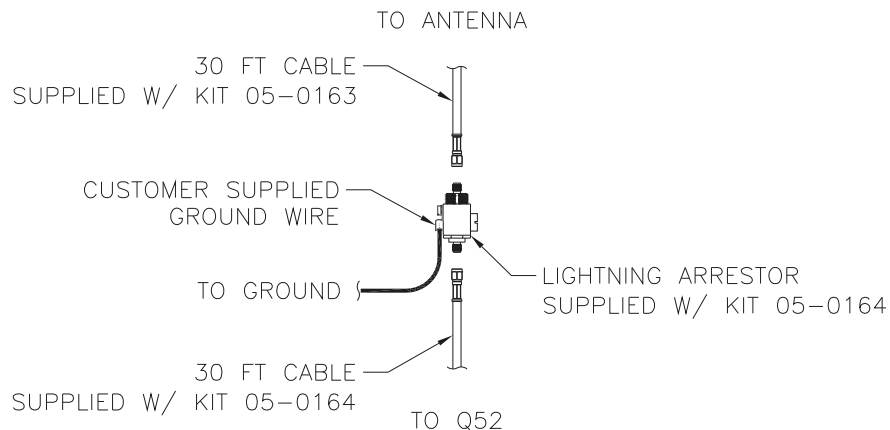 TO ANTENNA
30 FT CABLE
SUPPLIED W/ KIT 05-0163
CUSTOMER SUPPLIED
GROUND WIRE
TO GROUND
LIGHTNING ARRESTOR
SUPPLIED W/ KIT 05-0164
30 FT CABLE
SUPPLIED W/ KIT 05-0164
TO Q52